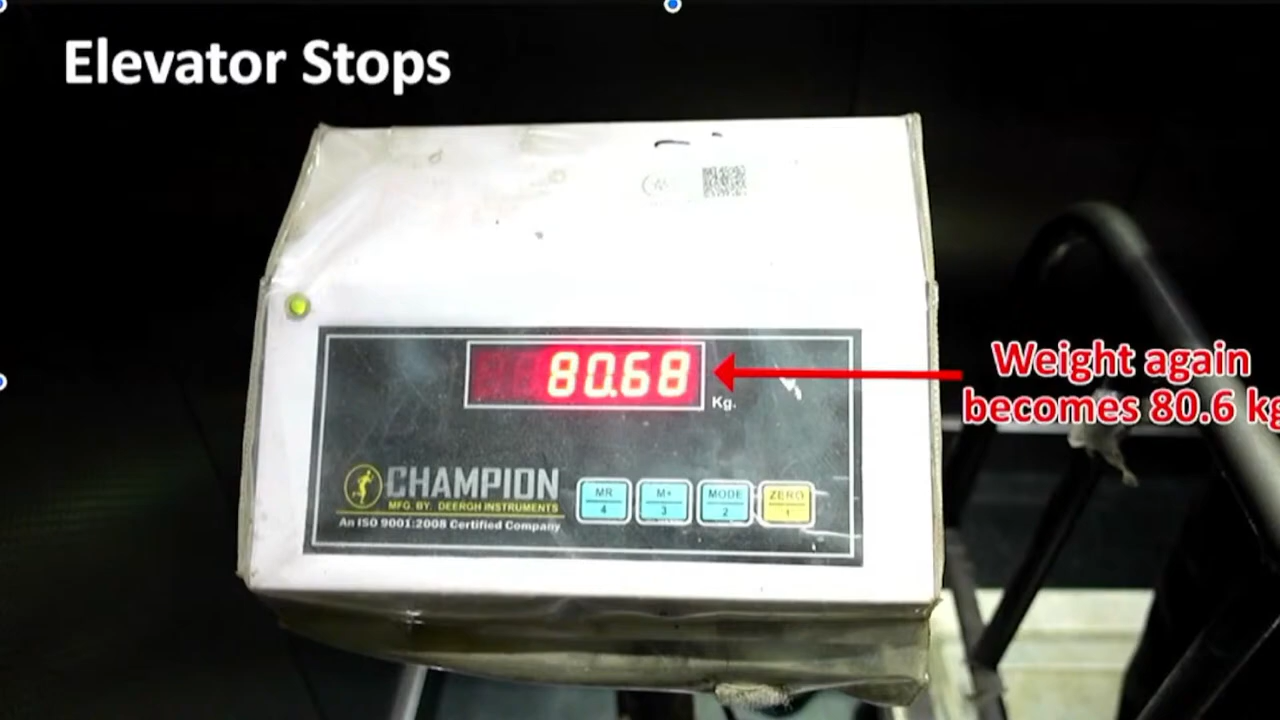 Elevator Stops
80.68
Kg.
Weight again
becomes 80.6 kg
CHAMPION
MFG. BY: DEERGH INSTRUMENTS
An ISO 9001:2008 Certified Company
MR
4
M+
3
MODE
2
ZERO
1